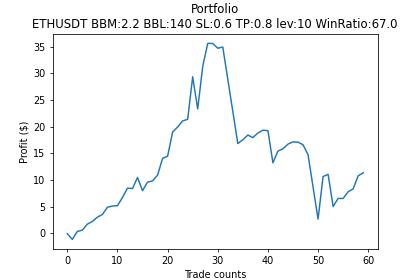 Portfolio
ETHUSDT BBM:2.2 BBL:140 SL:0.6 TP:0.8 lev:10 WinRatio:67.0
35
30
25
20
15
10
5
0
Profit ($)
0 10 20 30 40 50 60
Trade counts